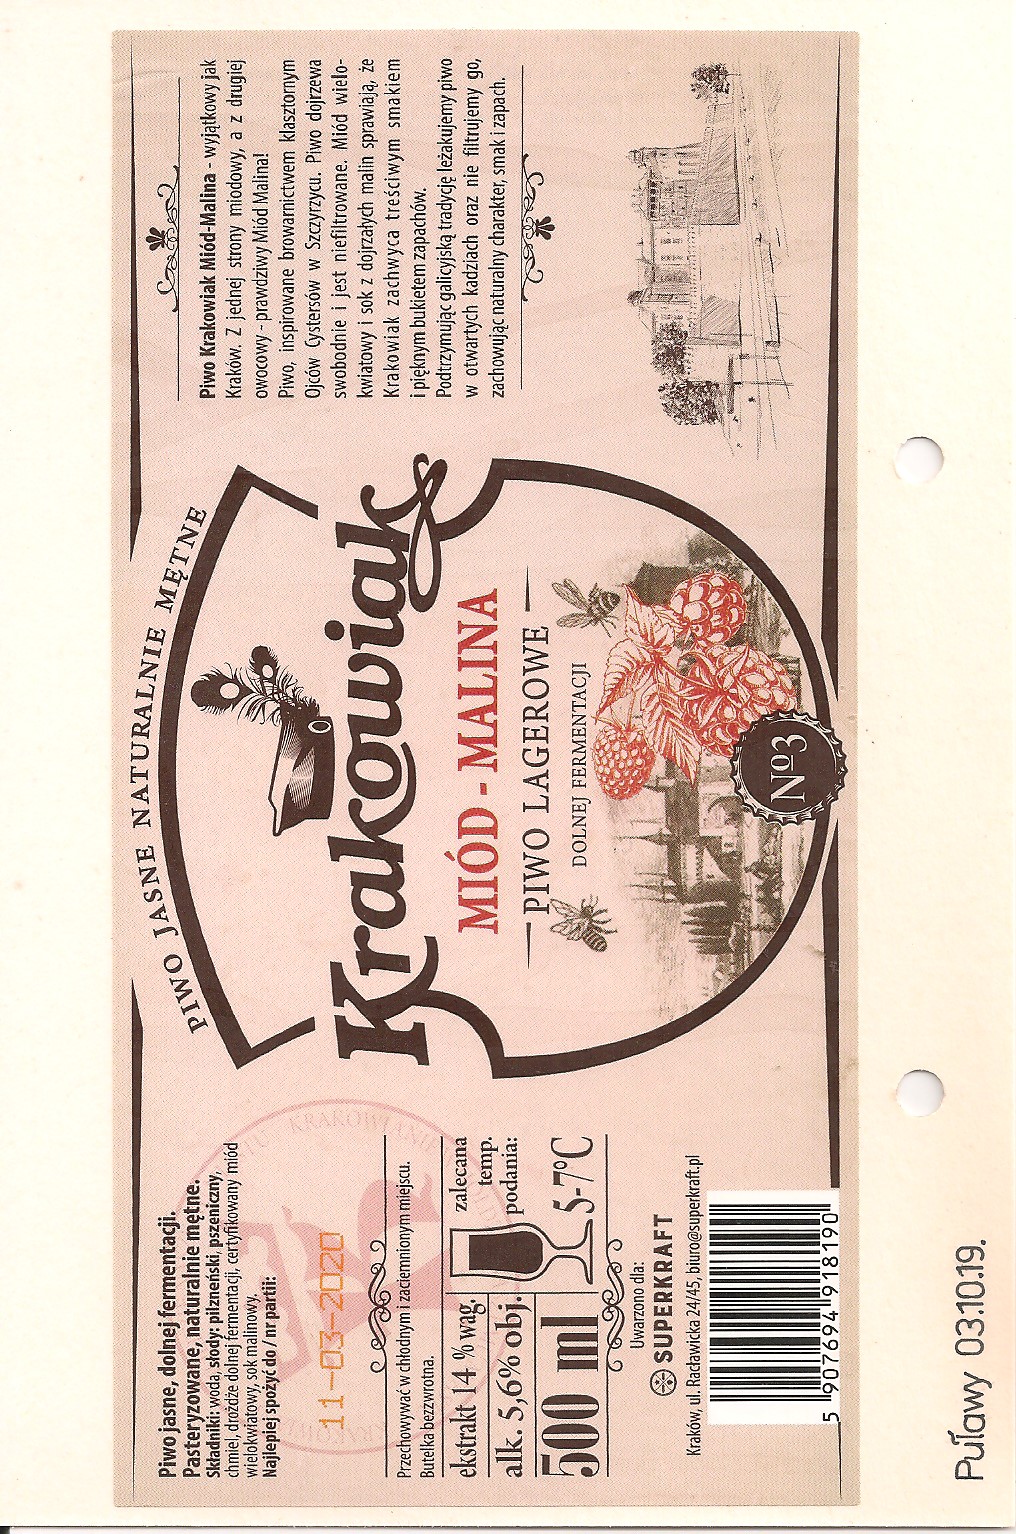 Piwo jasne, dolnej fermentacji.
Pasteryzowane, naturalnie mętne.
Składniki: woda, słody: pilzneński, pszeniczny,
chmiel, drożdże dolnej fermentacji, certyfikowany miód
wielokwiatowy, sok malinowy.
Najlepiej spożyć do / nr partii:
11-03-2020
Przechowywać w chłodnym i zaciemnionym miejscu.
Butelka bezzwrotna.
ekstrakt 14 % wag.
alk. 5,6% obj.
500 ml
zalecana
temp.
podania:
5-7°C
Uwarzono dla:
SUPERKRAFT
Kraków, ul. Racławicka 24/45, biuro@superkraft.pl
5 907694 918190
KRAKOWIANIE
PIWO JASNE NATURALNIE MĘTNE
Krakowiak
MIÓD - MALINA
PIWO LAGEROWE
DOLNEJ FERMENTACJI
Nº3
Piwo Krakowiak Miód-Malina - wyjątkowy jak
Kraków. Z jednej strony miodowy, a z drugiej
owocowy - prawdziwy Miód Malina!
Piwo, inspirowane browarnictwem klasztornym
Ojców Cystersów w Szczyrzycu. Piwo dojrzewa
swobodnie i jest niefiltrowane. Miód wielo-
kwiatowy i sok z dojrzałych malin sprawiają, że
Krakowiak zachwyca treściwym smakiem
i pięknym bukietem zapachów.
Podtrzymując galicyjską tradycję leżakujemy piwo
w otwartych kadziach oraz nie filtrujemy go,
zachowując naturalny charakter, smak i zapach.
Puławy 03.10.19.